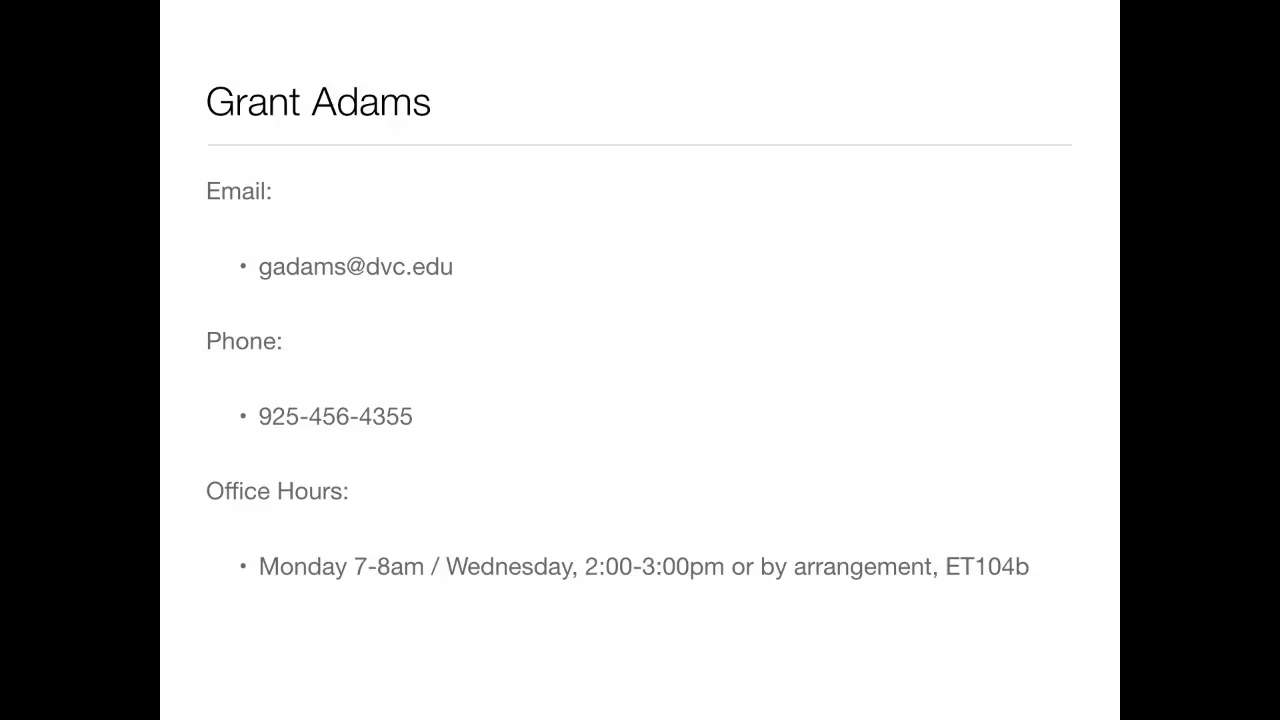 Grant Adams
Email:
• gadams@dvc.edu
Phone:
• 925-456-4355
Office Hours:
• Monday 7-8am / Wednesday, 2:00-3:00pm or by arrangement, ET104b